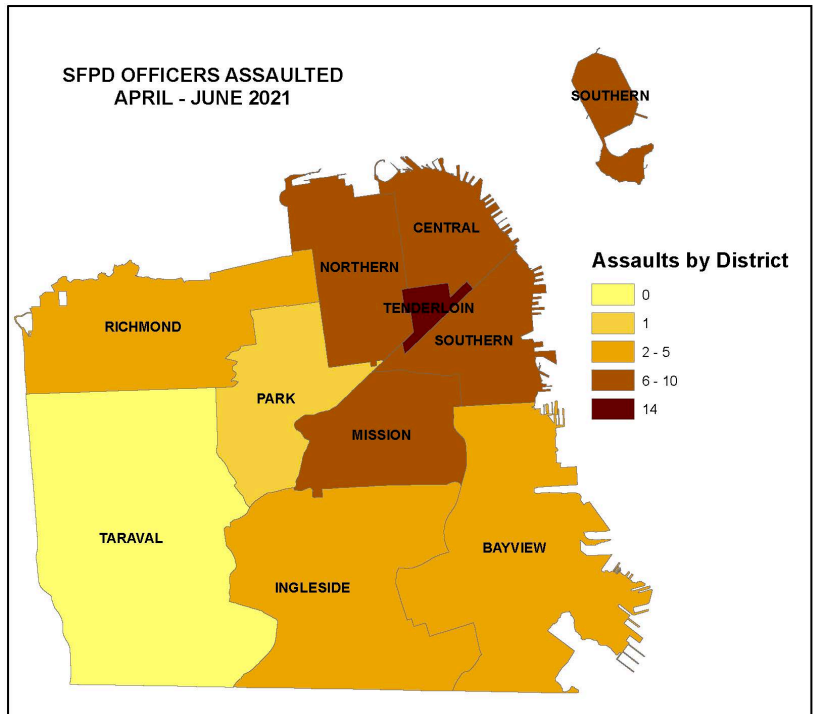 SFPD OFFICERS ASSAULTED
APRIL - JUNE 2021
SOUTHERN
CENTRAL
NORTHERN
Assaults by District
0
1
2 - 5
6 - 10
14
TENDERLOIN
RICHMOND
SOUTHERN
PARK
MISSION
TARAVAL
BAYVIEW
INGLESIDE